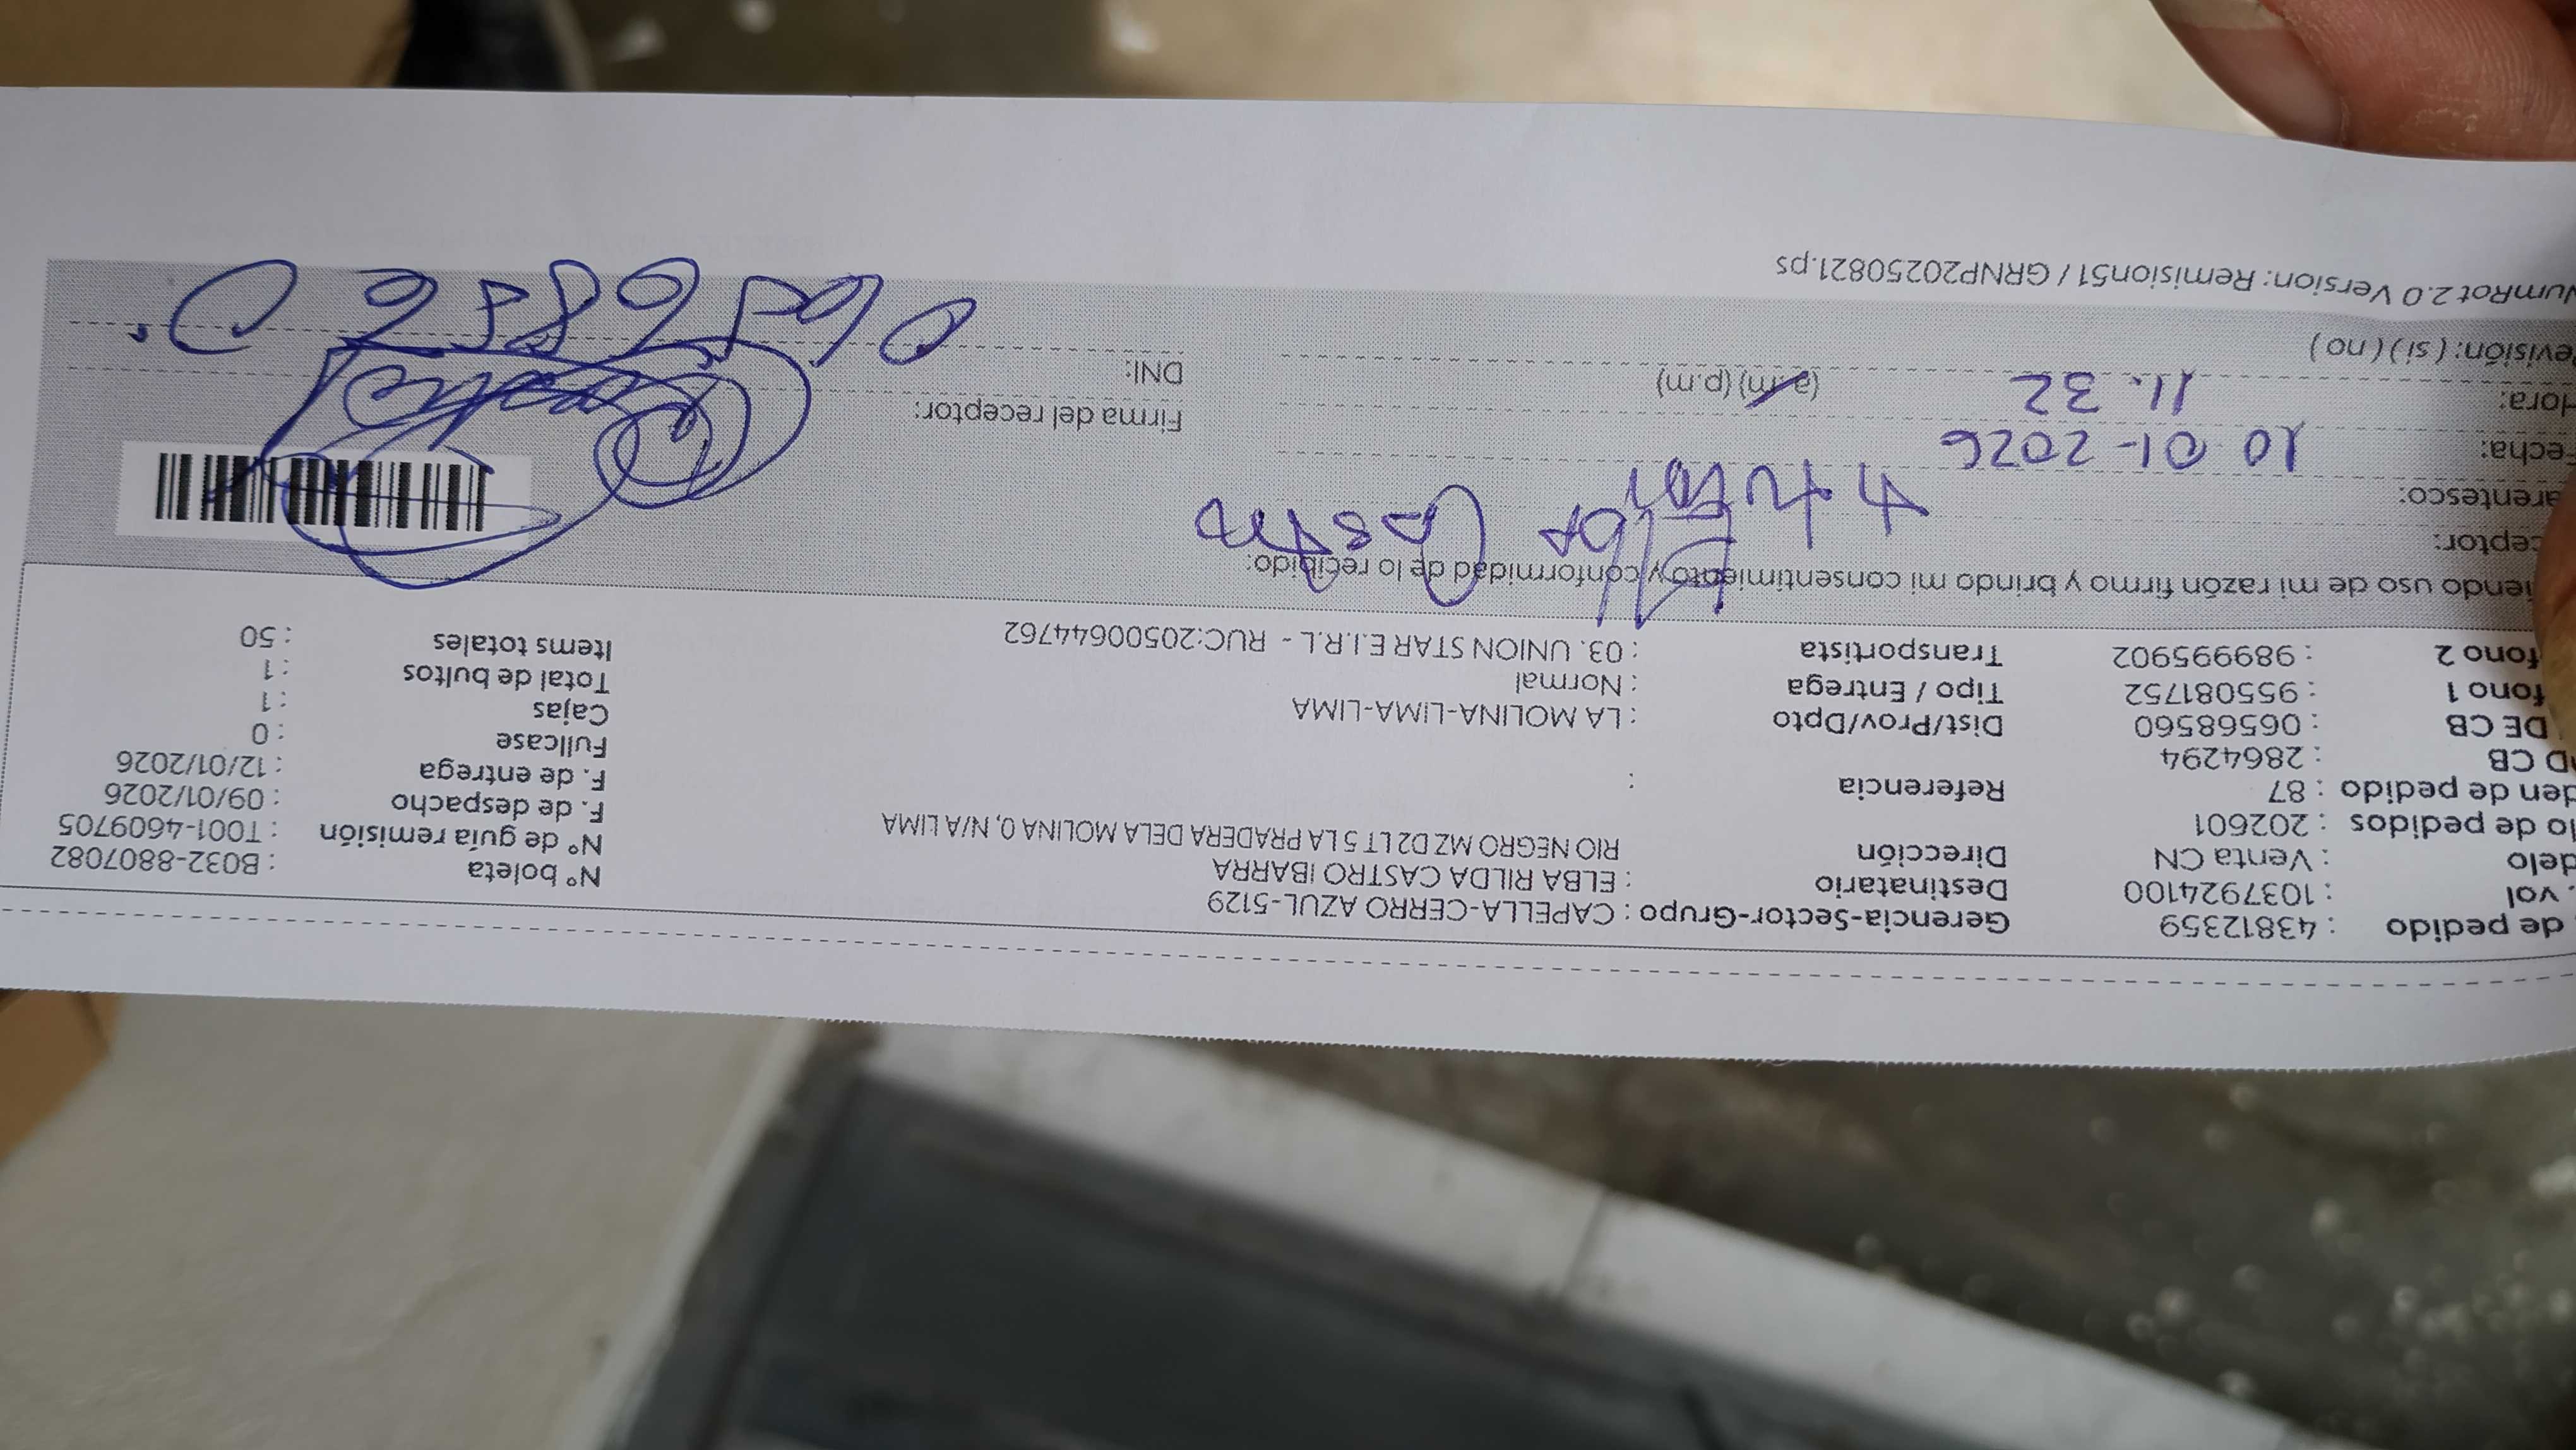 de pedido : 43812359 Gerencia-Sector-Grupo : CAPELLA-CERRO AZUL-5129 N° boleta : B032-8807082
. vol : 1037924100 Destinatario : ELBA RILDA CASTRO IBARRA N° de guía remisión : T001-4609705
delo : Venta CN Dirección RIO NEGRO MZ D2 LT 5 LA PRADERA DELA MOLINA 0, N/A LIMA F. de despacho : 09/01/2026
lo de pedidos : 202601 F. de entrega : 12/01/2026
den de pedido : 87 Referencia : Fullcase : 0
D CB : 2864294 Cajas : 1
DE CB : 06568560 Dist/Prov/Dpto : LA MOLINA-LIMA-LIMA Total de bultos : 1
fono 1 : 955081752 Tipo / Entrega : Normal Items totales : 50
fono 2 : 989995902 Transportista : 03. UNION STAR E.I.R.L - RUC:20500644762
iendo uso de mi razón firmo y brindo mi consentimiento y conformidad de lo recibido:
ceptor: Elba Castro
arentesco: titular
Fecha: 10-01-2026 Firma del receptor:
Hora: 11:32 (a.m) (p.m) DNI: 06568560
evisión: ( si ) ( no )
NumRot 2.0 Version: Remision51 / GRNP20250821.ps